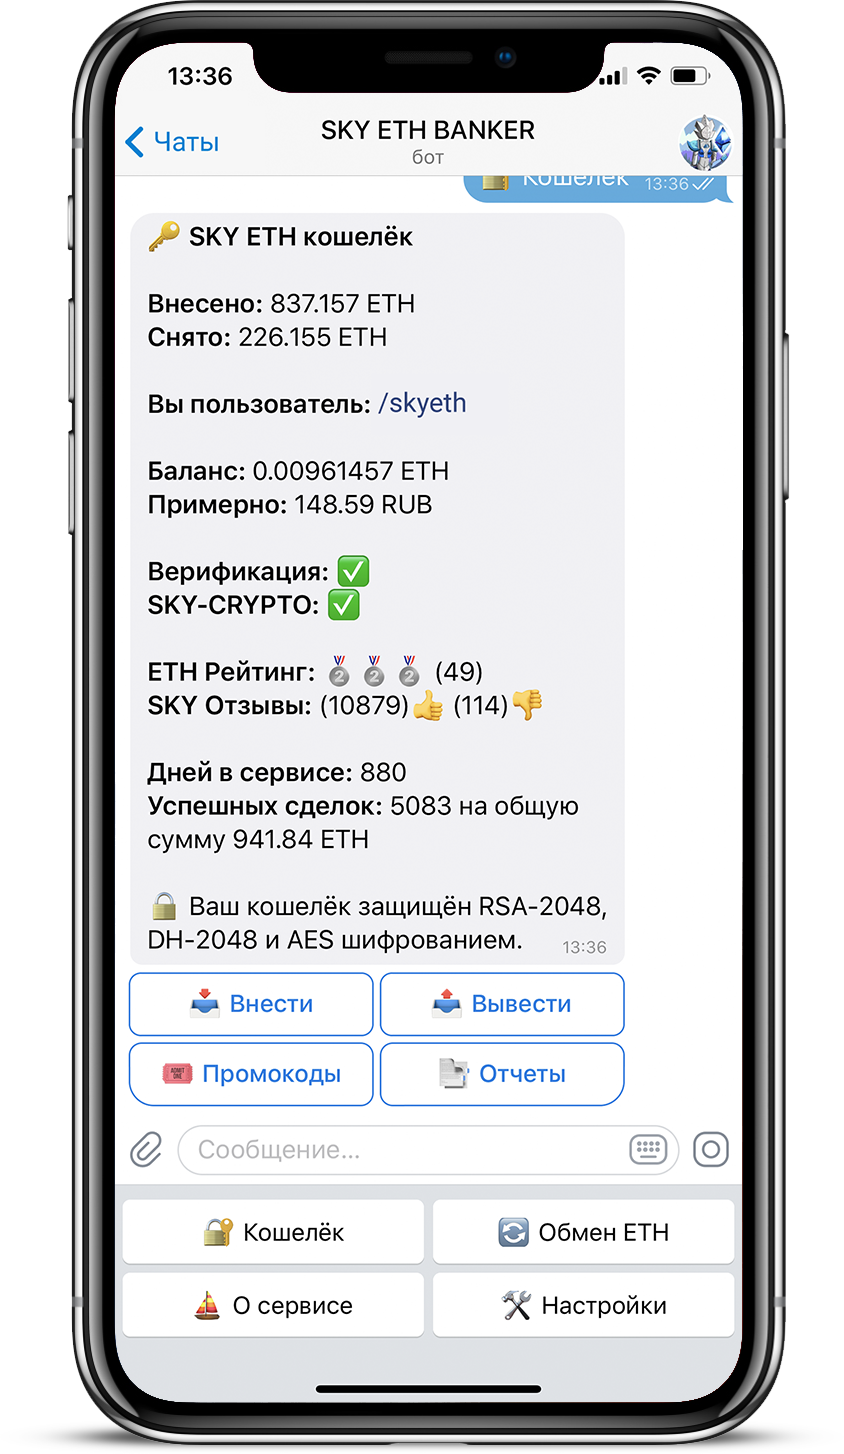 13:36
Чаты
SKY ETH BANKER
бот
Кошелёк 13:36
SKY ETH кошелёк
Внесено: 837.157 ETH
Снято: 226.155 ETH
Вы пользователь: /skyeth
Баланс: 0.00961457 ETH
Примерно: 148.59 RUB
Верификация: ✅
SKY-CRYPTO: ✅
ETH Рейтинг: 🥈 🥈 🥈 (49)
SKY Отзывы: (10879)👍 (114)👎
Дней в сервисе: 880
Успешных сделок: 5083 на общую
сумму 941.84 ETH
🔒 Ваш кошелёк защищён RSA-2048,
DH-2048 и AES шифрованием. 13:36
Внести
Вывести
ADMIT ONE Промокоды
Отчеты
Сообщение...
Кошелёк
Обмен ETH
О сервисе
Настройки